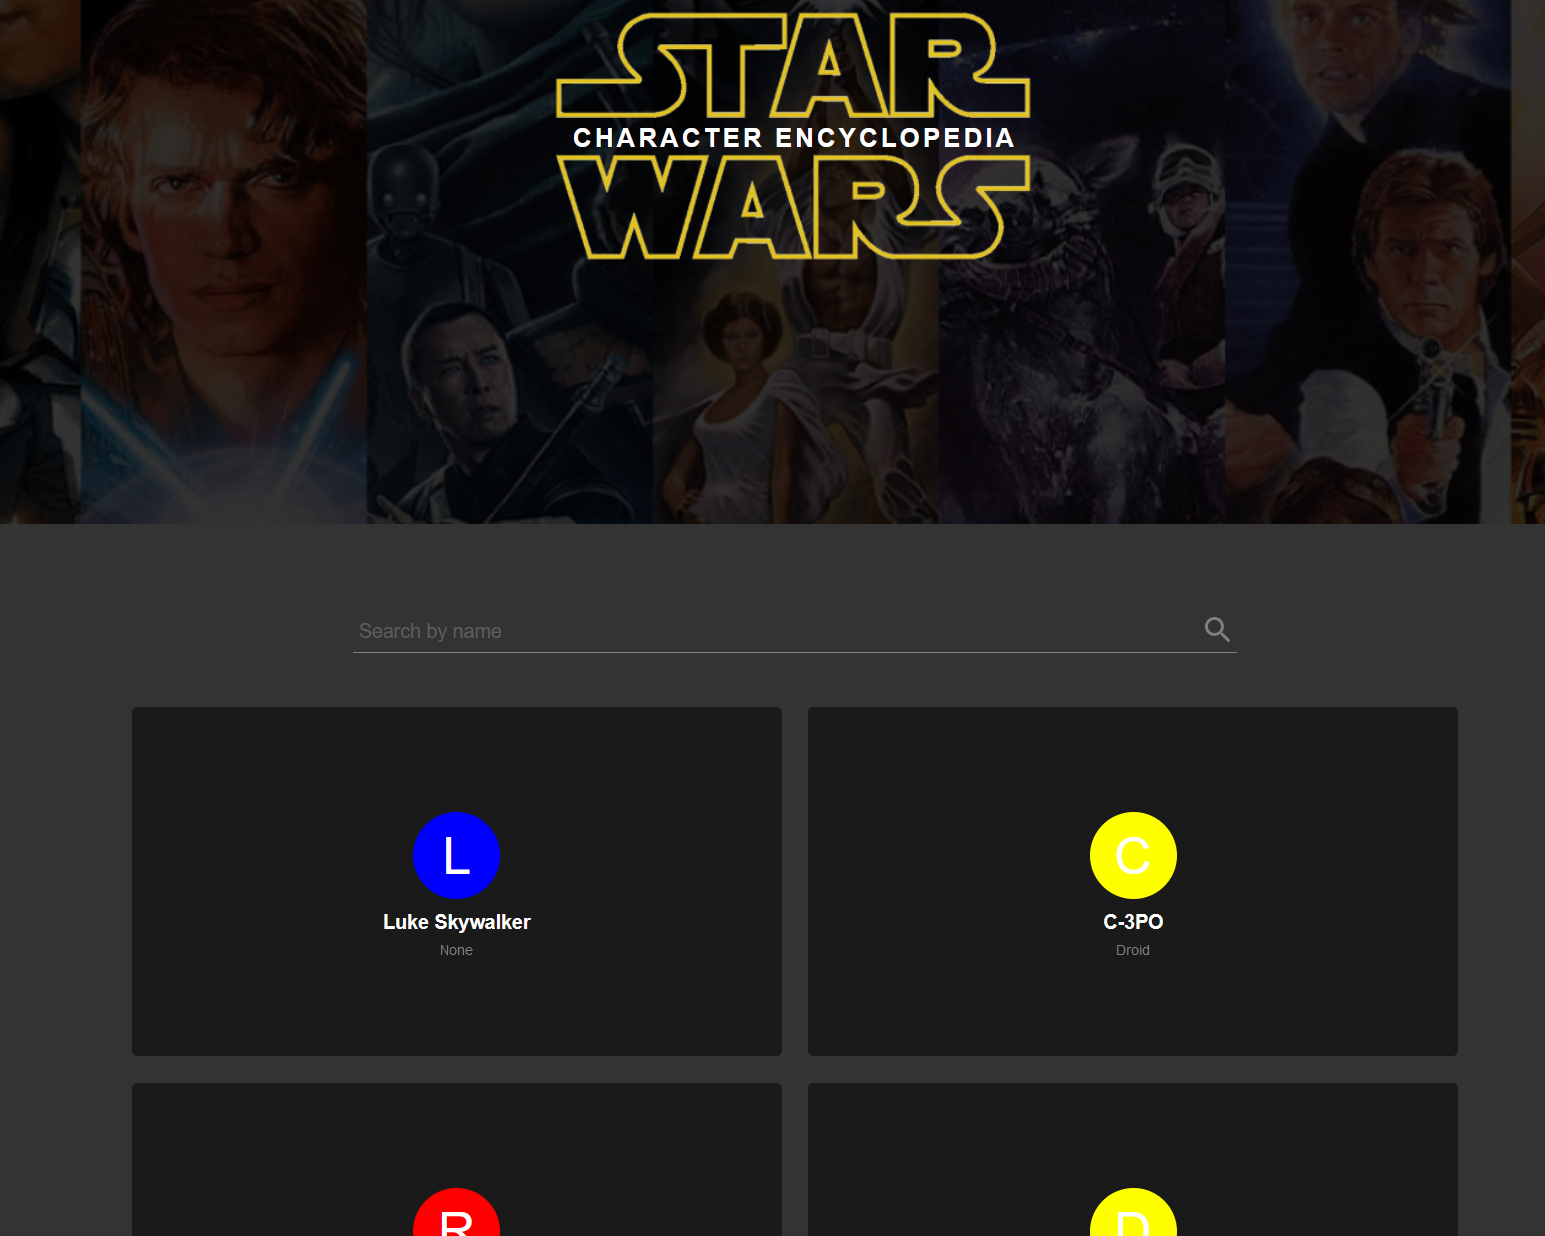 STAR
CHARACTER ENCYCLOPEDIA
WARS
Search by name
L
C
Luke Skywalker
C-3PO
None
Droid
R
D